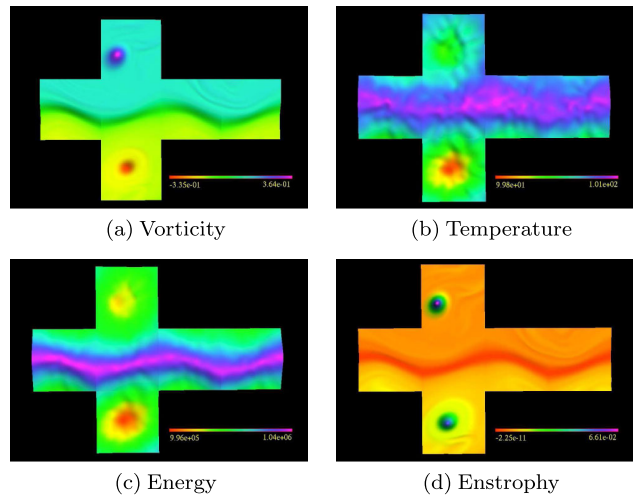 -3.35e-01 3.64e-01
9.98e+01 1.01e+02
(a) Vorticity
(b) Temperature
9.96e+05 1.04e+06
-2.25e-11 6.61e-02
(c) Energy
(d) Enstrophy